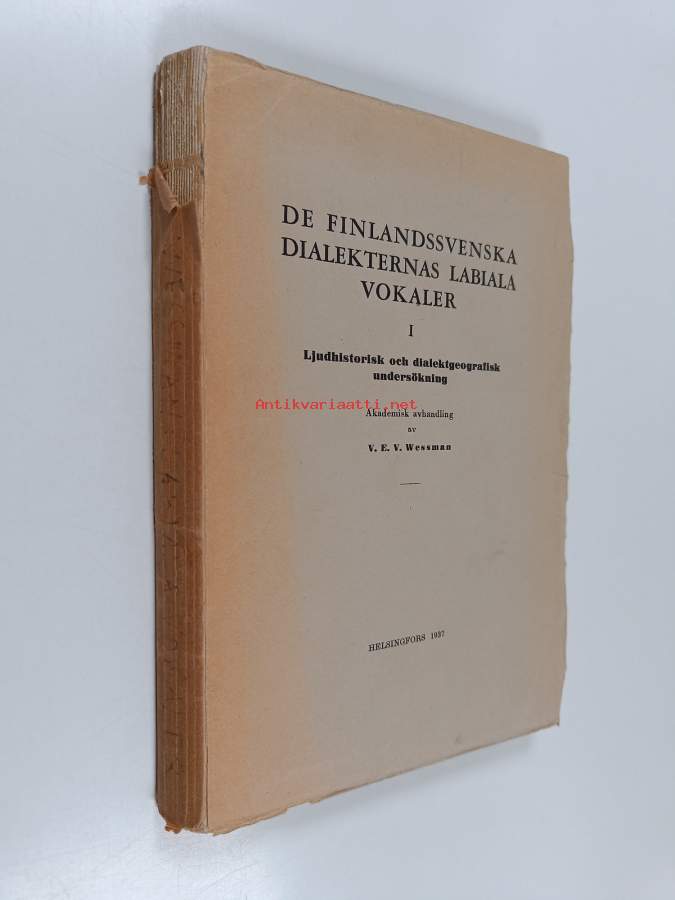 DE FINLANDSSVENSKA
DIALEKTERNAS LABIALA
VOKALER
I
Ljudhistorisk och dialektgeografisk
undersökning
Antikvariaatti.net
Akademisk avhandling
av
V. E. V. Wessman
HELSINGFORS 1937